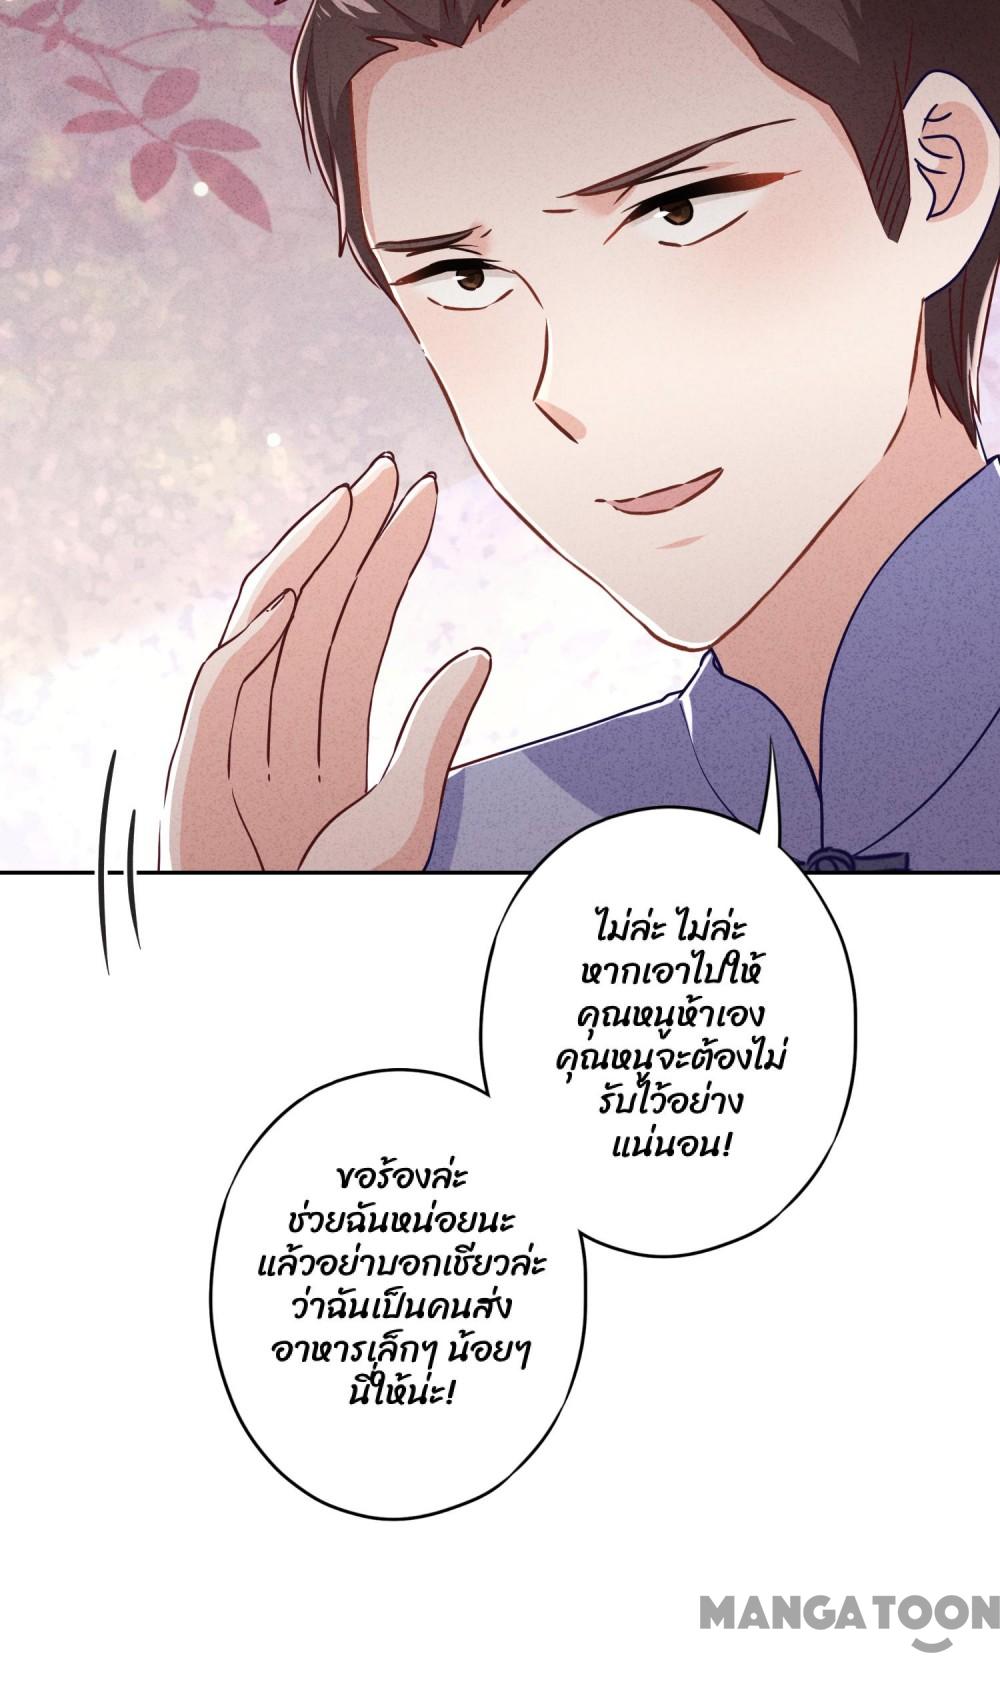 ไม่ล่ะ ไม่ล่ะ
หากเอาไปให้
คุณหนูห้าเอง
คุณหนูจะต้องไม่
รับไว้อย่าง
แน่นอน!
ขอร้องล่ะ
ช่วยฉันหน่อยนะ
แล้วอย่าบอกเชียวล่ะ
ว่าฉันเป็นคนส่ง
อาหารเล็กๆ น้อยๆ
นี่ให้น่ะ!
MANGATOON